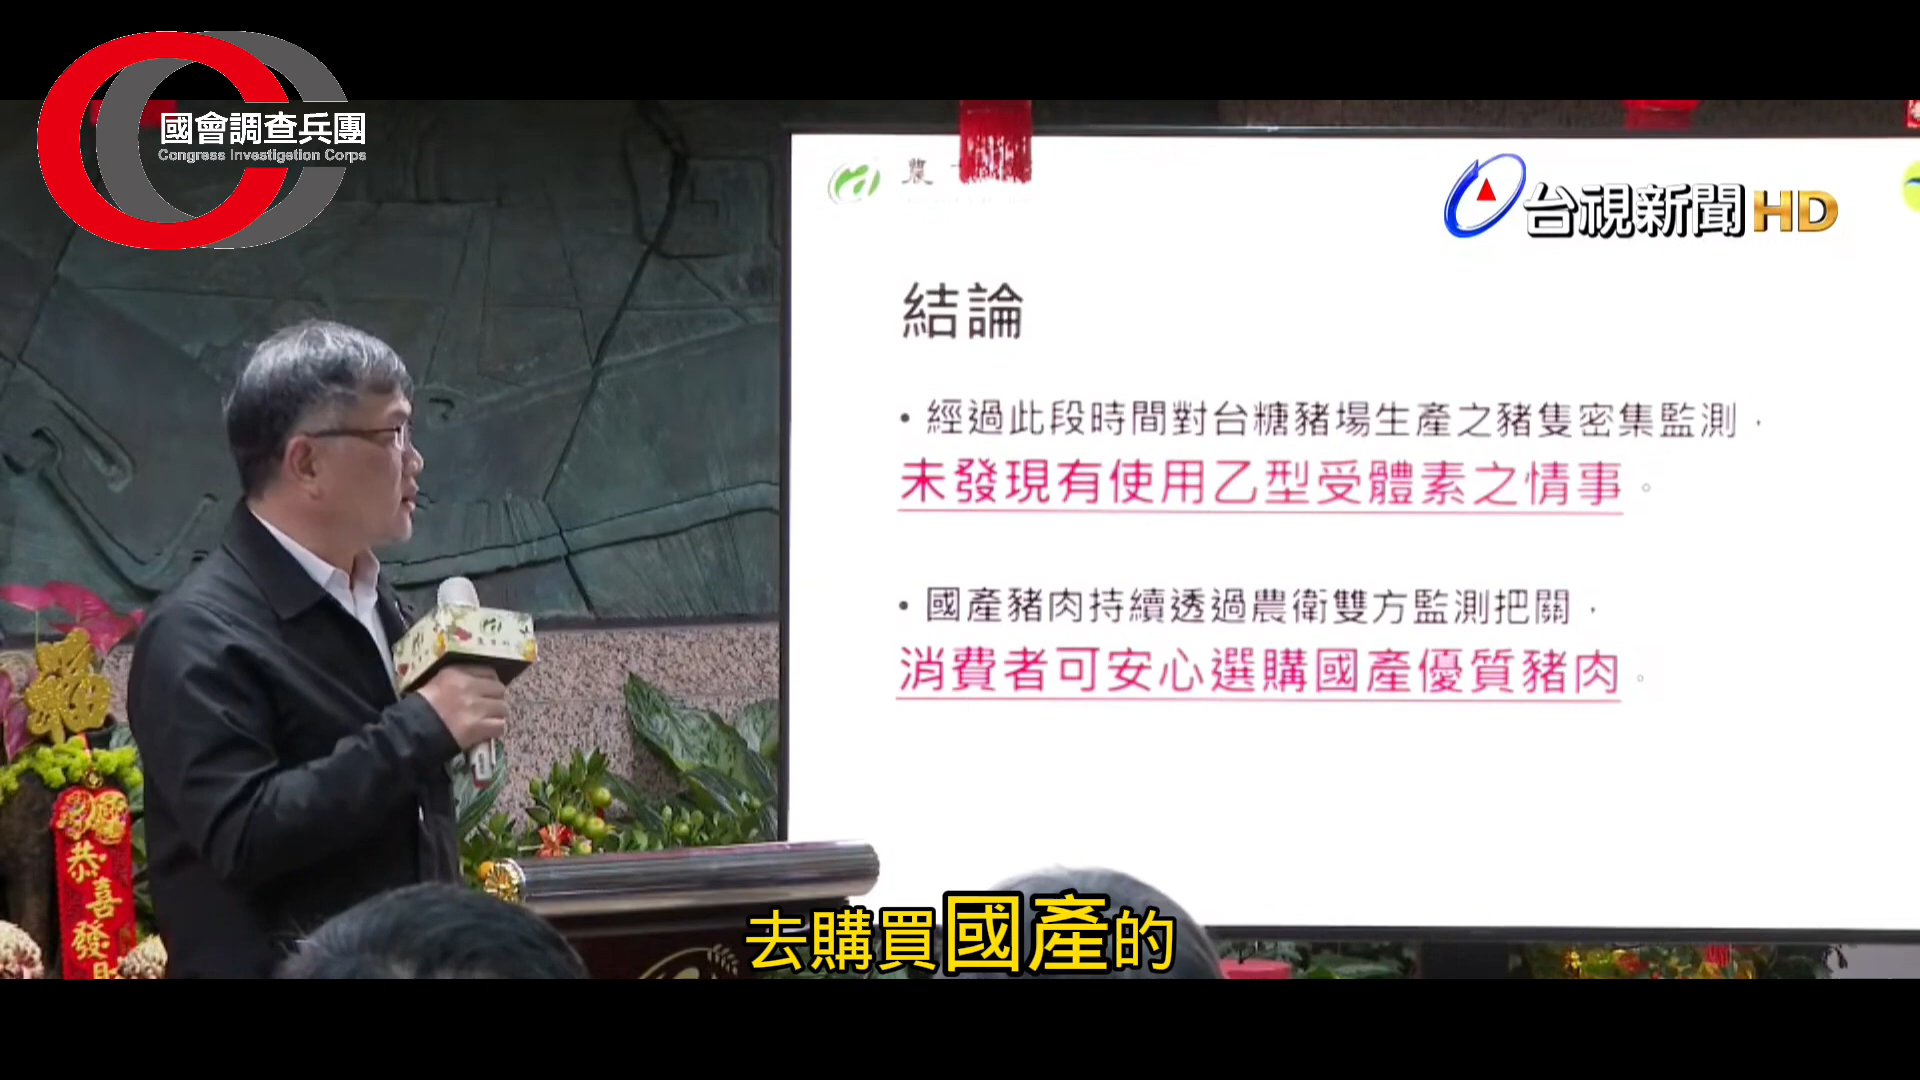 國會調查兵團
Congress Investigation Corps
農
台視新聞HD
結論
• 經過此段時間對台糖豬場生產之豬隻密集監測，
未發現有使用乙型受體素之情事。
• 國產豬肉持續透過農衛雙方監測把關，
消費者可安心選購國產優質豬肉。
恭喜發財
去購買國產的